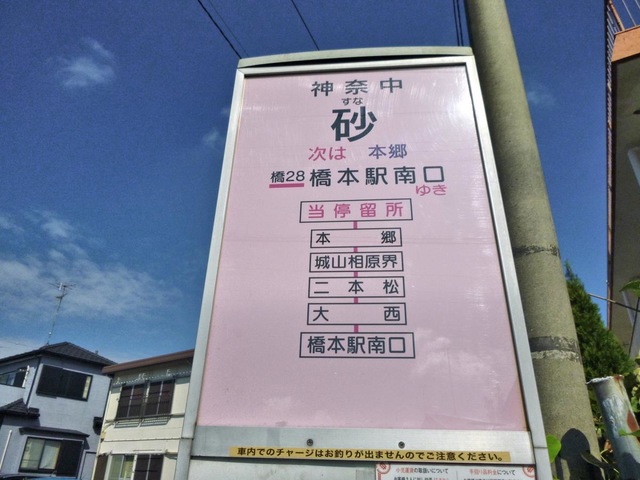 神奈中
すな
砂
次は 本郷
橋28 橋本駅南口
ゆき
当停留所
本郷
城山相原界
二本松
大西
橋本駅南口
車内でのチャージはお釣りが出ませんのでご注意ください。